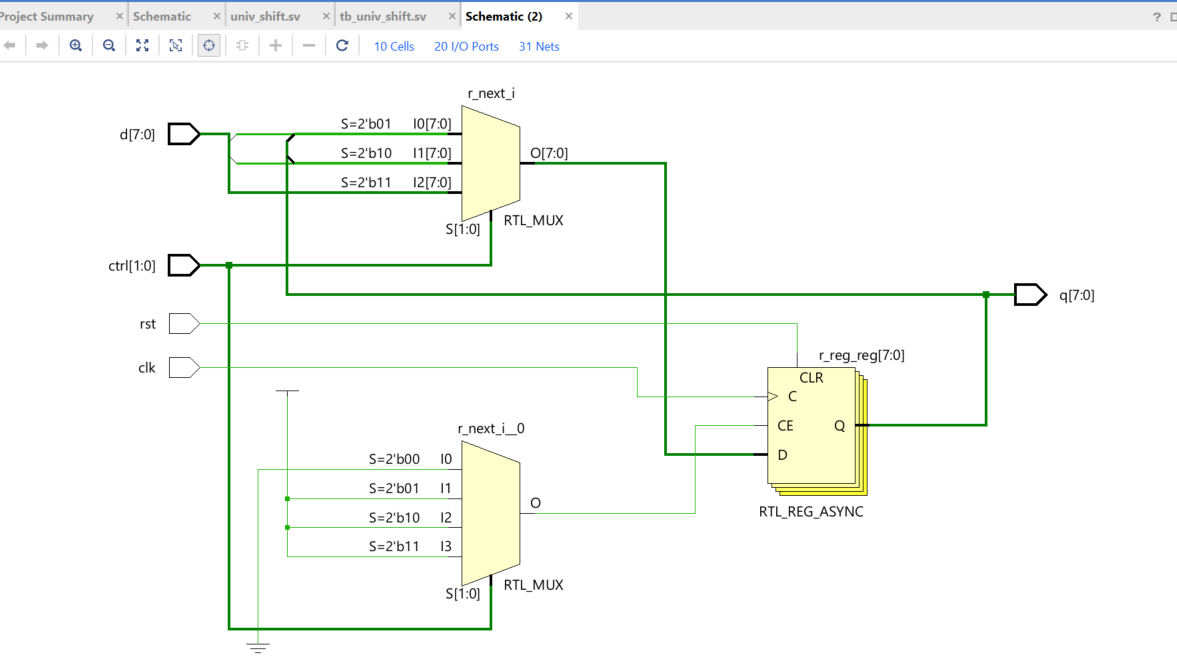 Project Summary × Schematic × univ_shift.sv × tb_univ_shift.sv × Schematic (2) × ?
10 Cells 20 I/O Ports 31 Nets
r_next_i
d[7:0]
S=2'b01 I0[7:0]
S=2'b10 I1[7:0]
S=2'b11 I2[7:0]
O[7:0]
S[1:0]
RTL_MUX
ctrl[1:0]
q[7:0]
rst
clk
r_reg_reg[7:0]
CLR
C
CE
Q
D
RTL_REG_ASYNC
r_next_i__0
S=2'b00 I0
S=2'b01 I1
S=2'b10 I2
S=2'b11 I3
O
S[1:0]
RTL_MUX